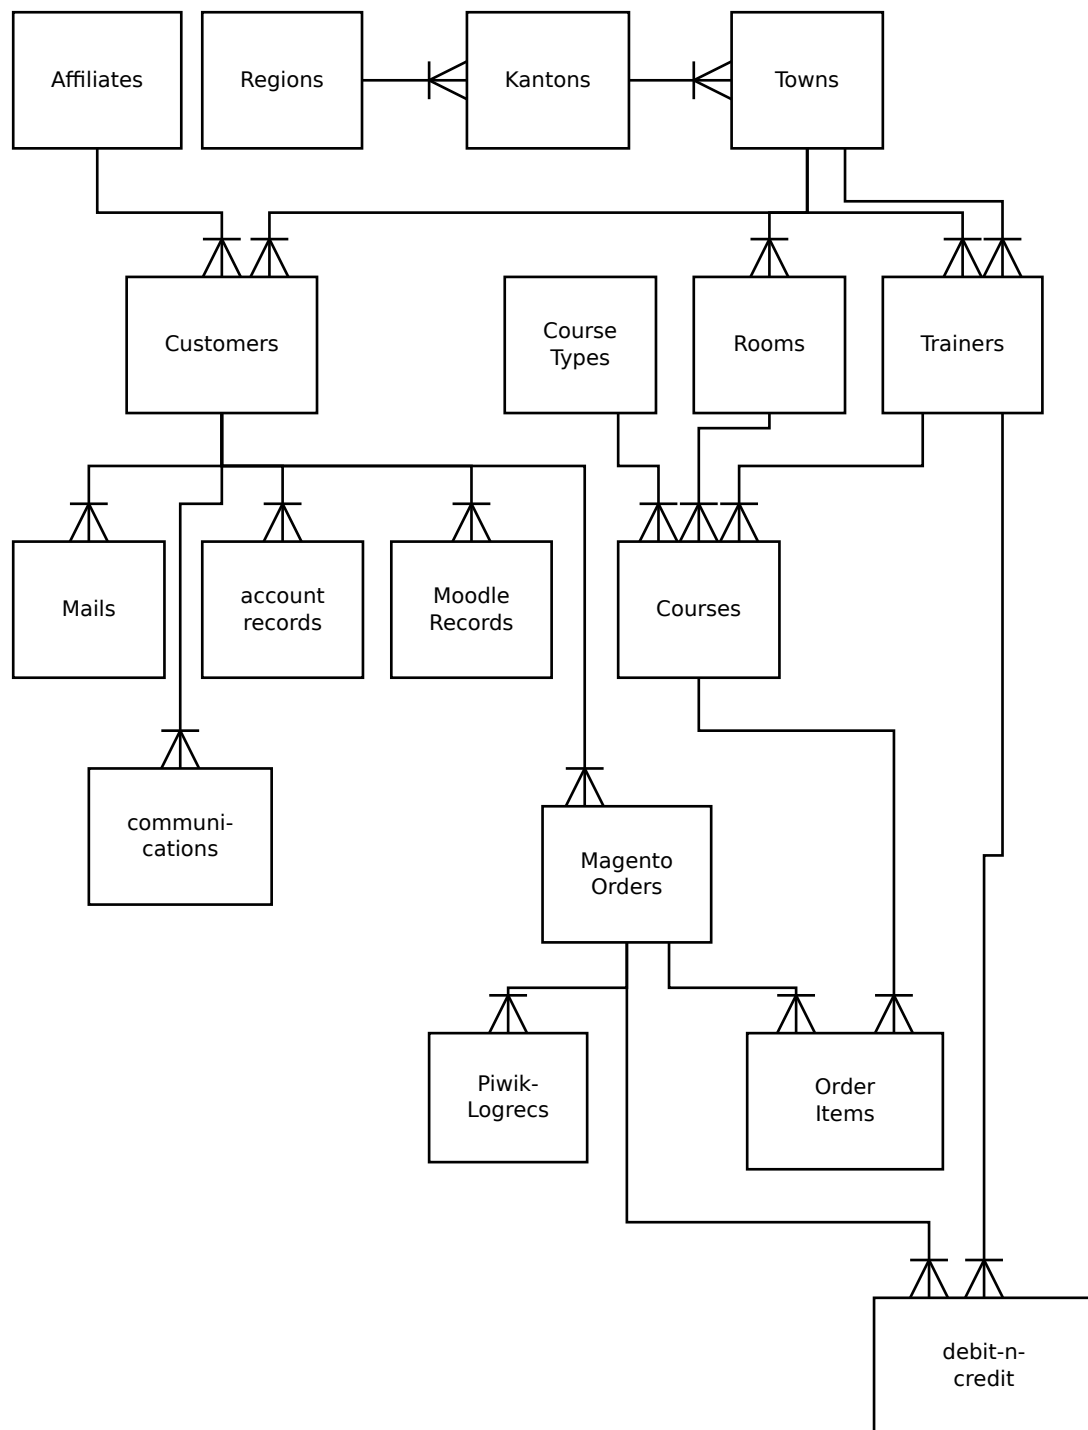 Affiliates
Regions
Kantons
Towns
Customers
Course
Types
Rooms
Trainers
Mails
account
records
Moodle
Records
Courses
communi-
cations
Magento
Orders
Piwik-
Logrecs
Order
Items
debit-n-
credit